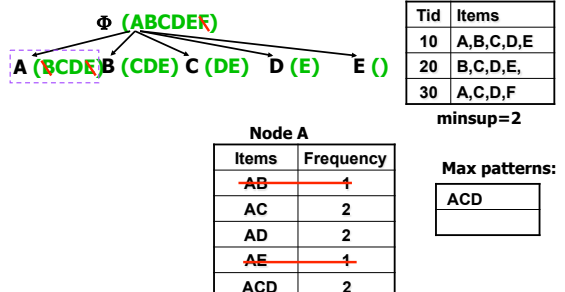 Φ (ABCDEF)
A (BCDE) B (CDE) C (DE) D (E) E ()
Tid Items
10 A,B,C,D,E
20 B,C,D,E,
30 A,C,D,F
minsup=2
Node A
Items Frequency
AB 1
AC 2
AD 2
AE 1
ACD 2
Max patterns:
ACD